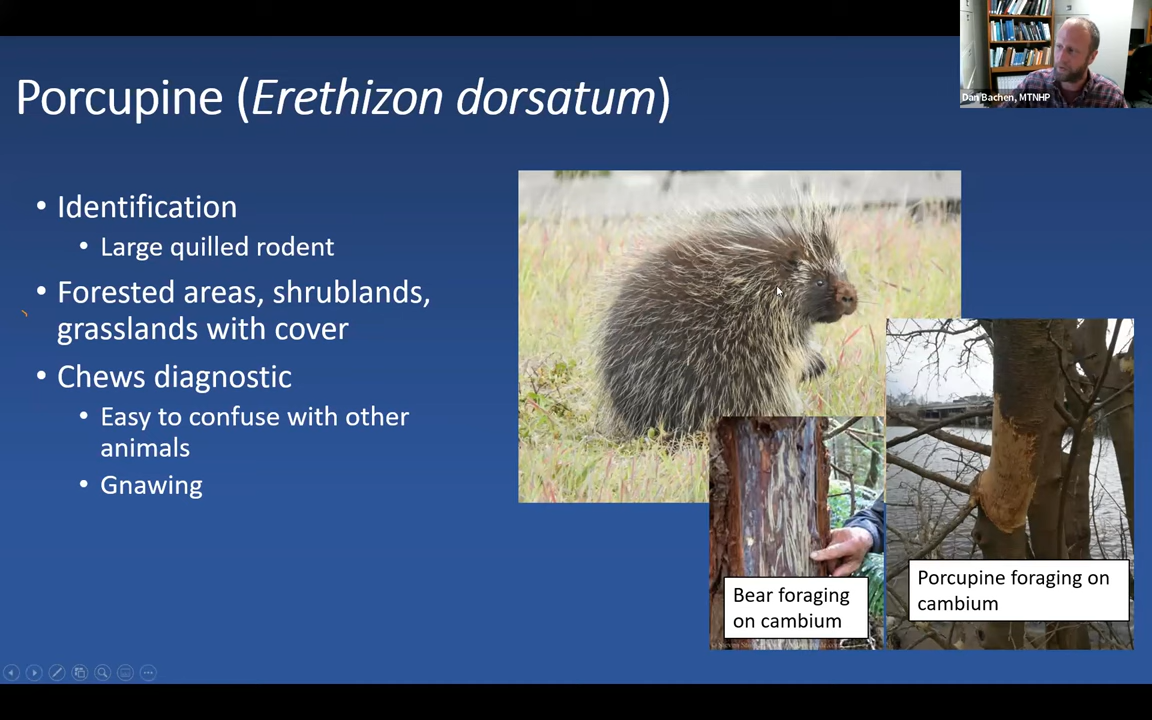 Dan Bachen, MTNHP
Porcupine (Erethizon dorsatum)
• Identification
• Large quilled rodent
• Forested areas, shrublands,
grasslands with cover
• Chews diagnostic
• Easy to confuse with other
animals
• Gnawing
Bear foraging
on cambium
Porcupine foraging on
cambium